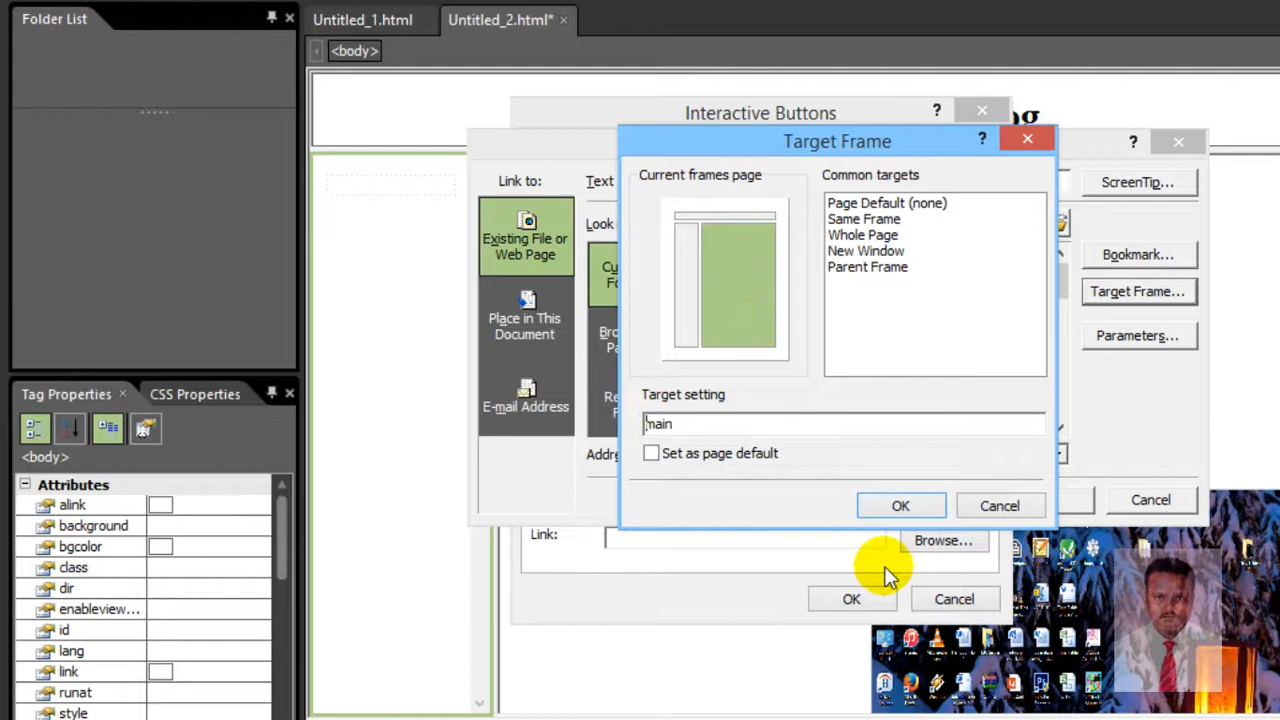 Folder List
Untitled_1.html
Untitled_2.html*
<body>
Interactive Buttons
?
Target Frame
?
?
Current frames page
Common targets
Page Default (none)
Same Frame
Whole Page
New Window
Parent Frame
Link to:
Existing File or
Web Page
Place in This
Document
E-mail Address
Text
Look
ScreenTip...
Bookmark...
Target Frame...
Parameters...
Target setting
main
Set as page default
OK
Cancel
Cancel
Link:
Browse...
OK
Cancel
Tag Properties
CSS Properties
<body>
Attributes
alink
background
bgcolor
class
dir
enableview...
id
lang
link
runat
style